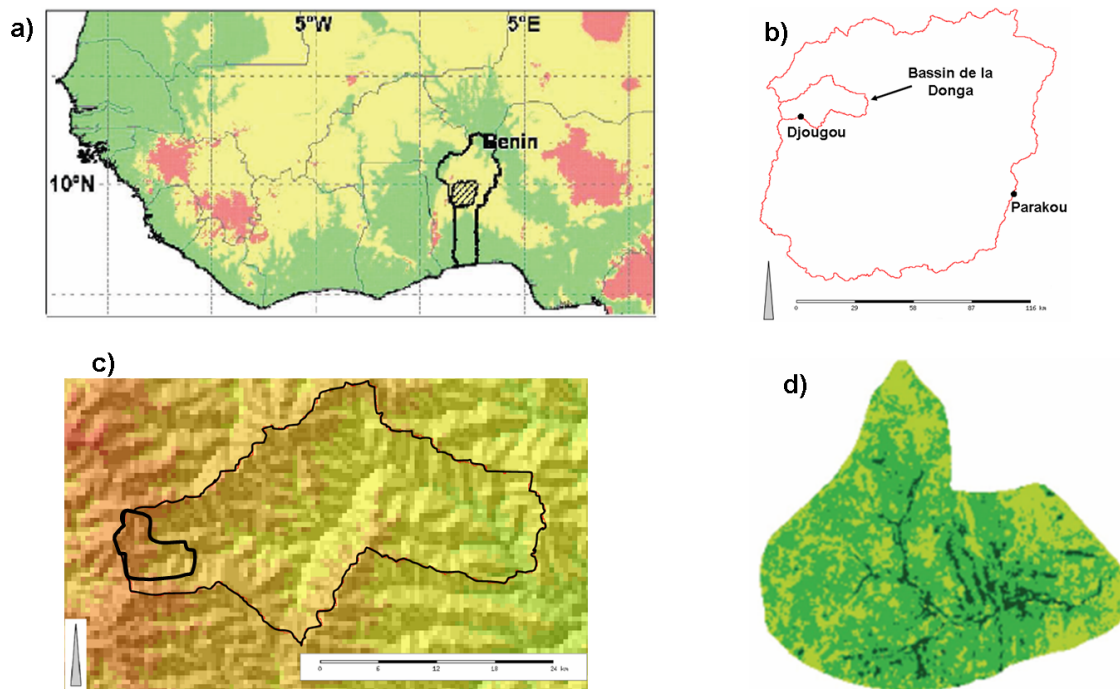 a)
5°W
5°E
Benin
10°N
b)
Bassin de la
Donga
Djougou
Parakou
0
29
58
87
116 km
c)
0
6
12
18
24 km
d)